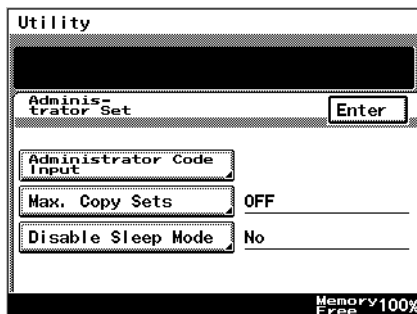 Utility
Adminis-
trator Set
Enter
Administrator Code
Input
Max. Copy Sets
OFF
Disable Sleep Mode
No
Memory
Free
100%